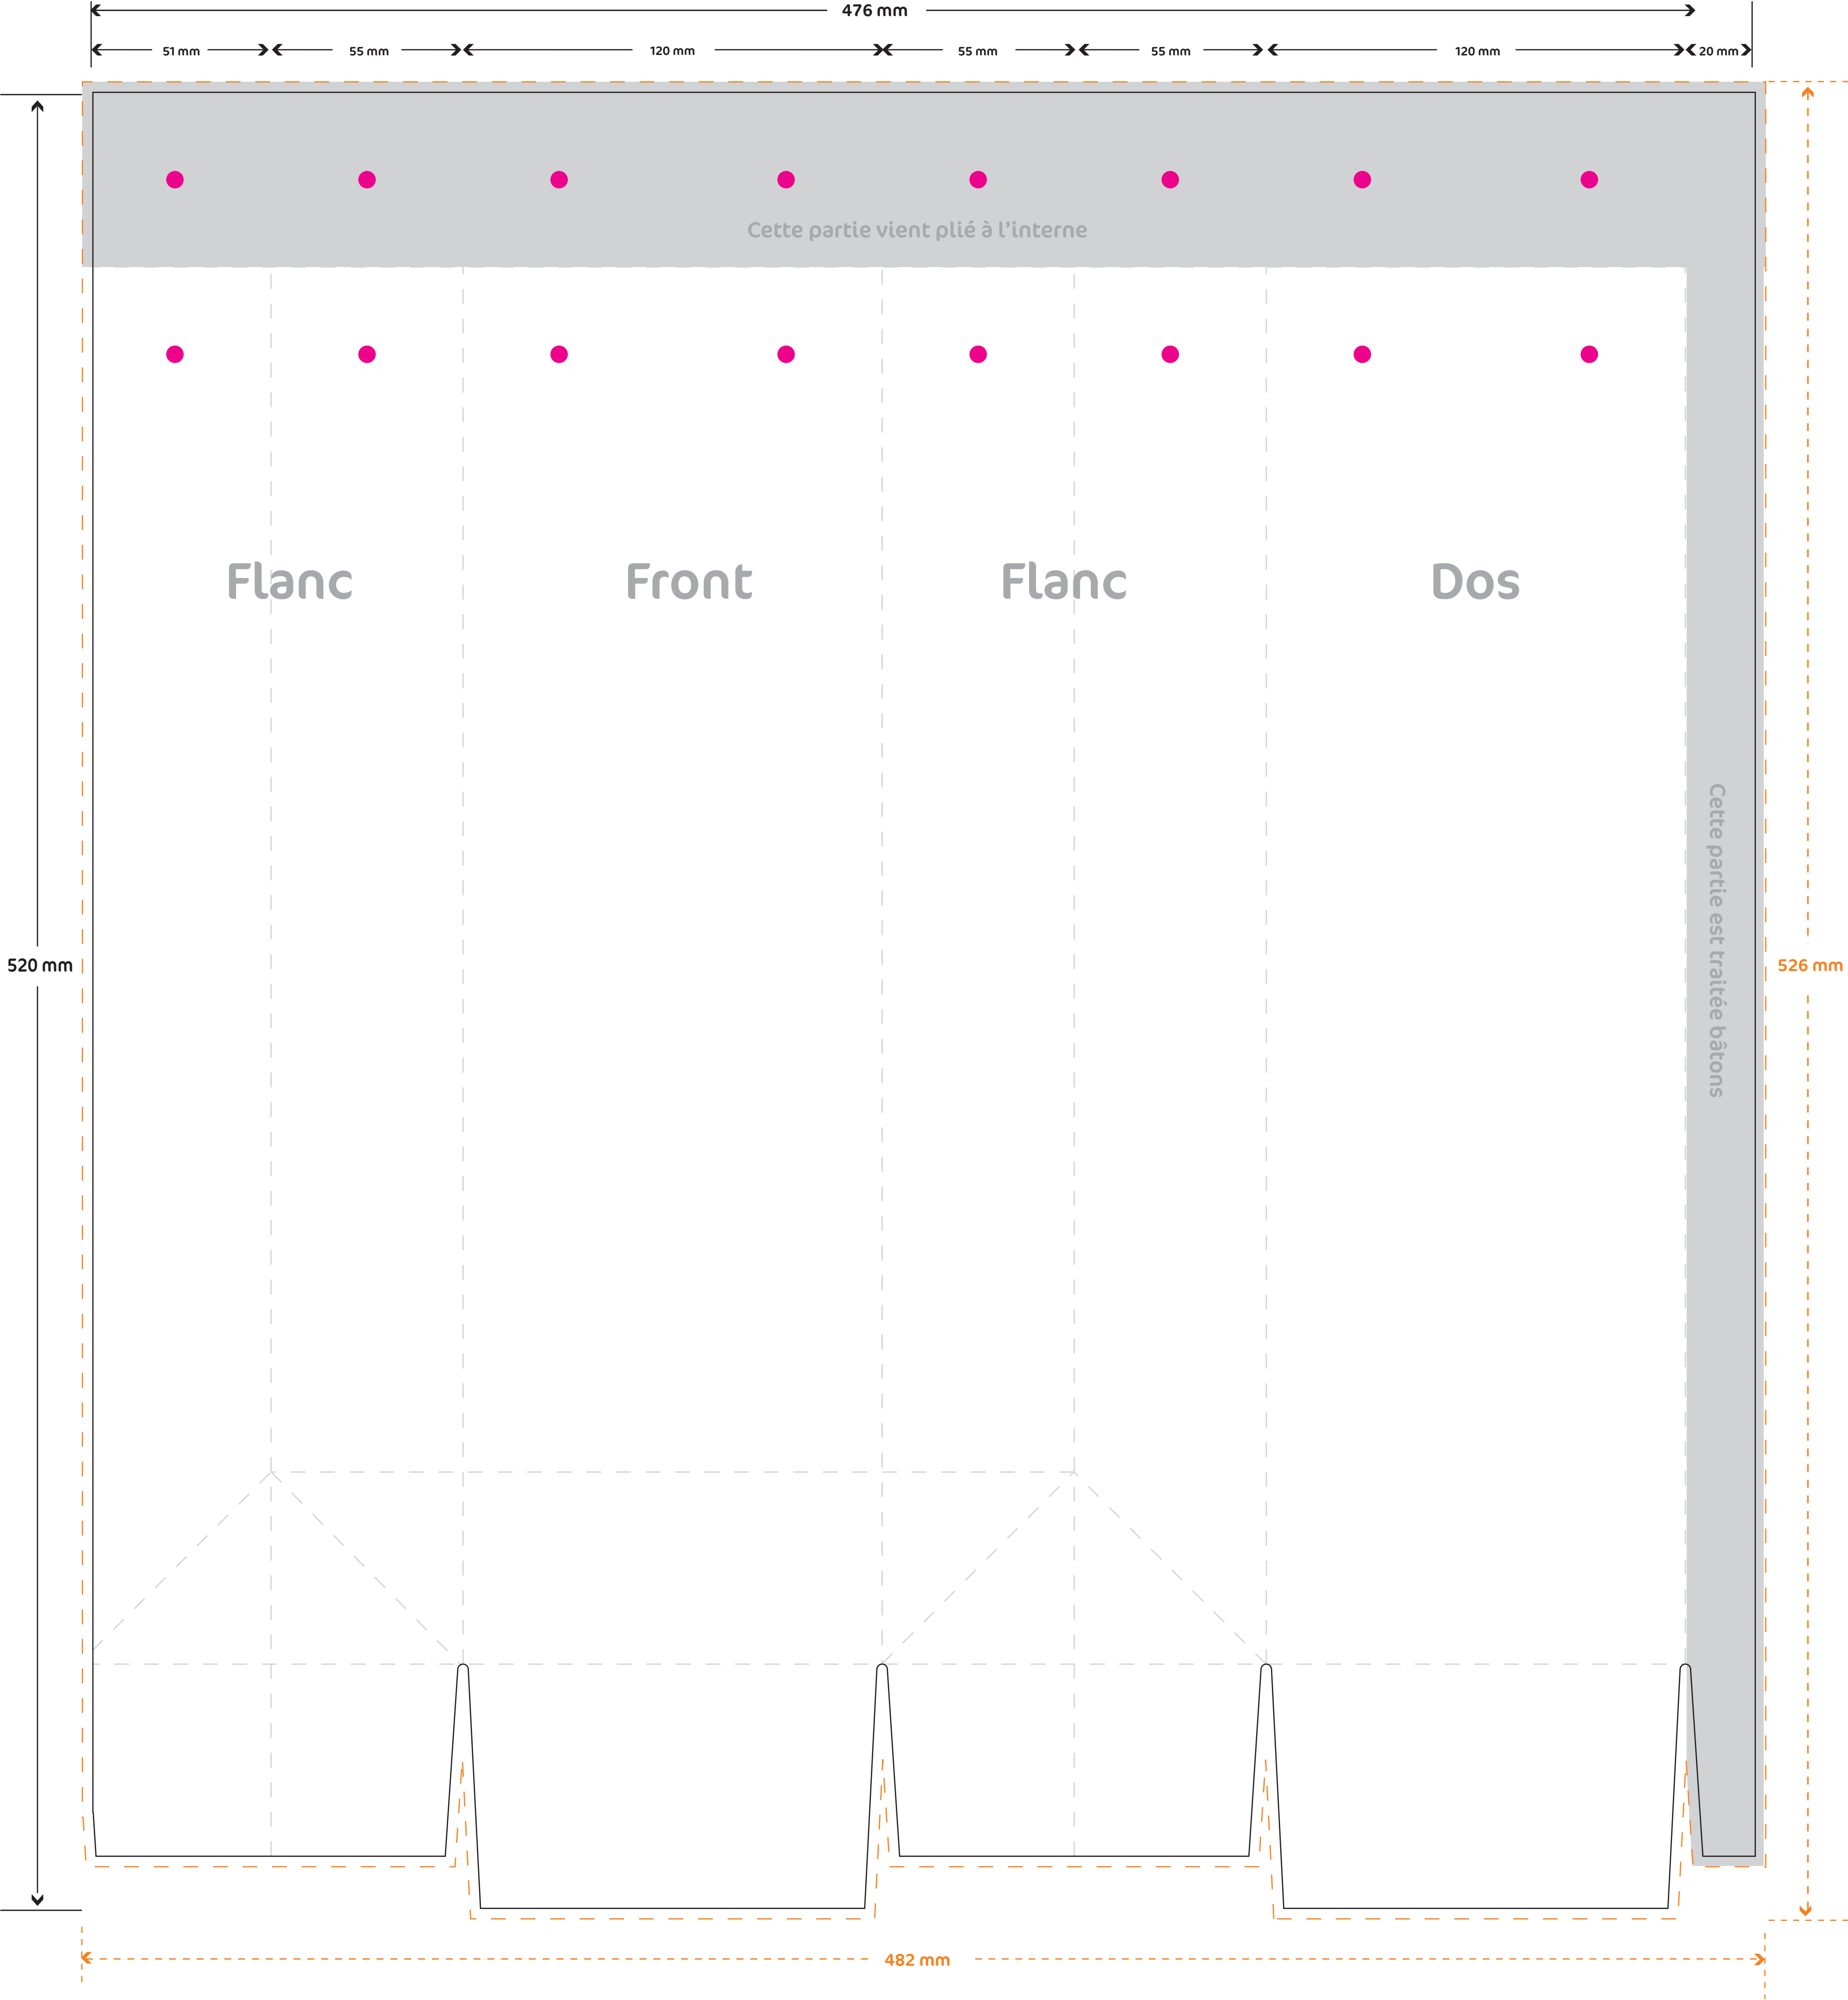 476 mm
51 mm 55 mm 120 mm 55 mm 55 mm 120 mm 20 mm
Cette partie vient plié à l'interne
Flanc Front Flanc Dos
Cette partie est traitée bâtons
520 mm 526 mm
482 mm